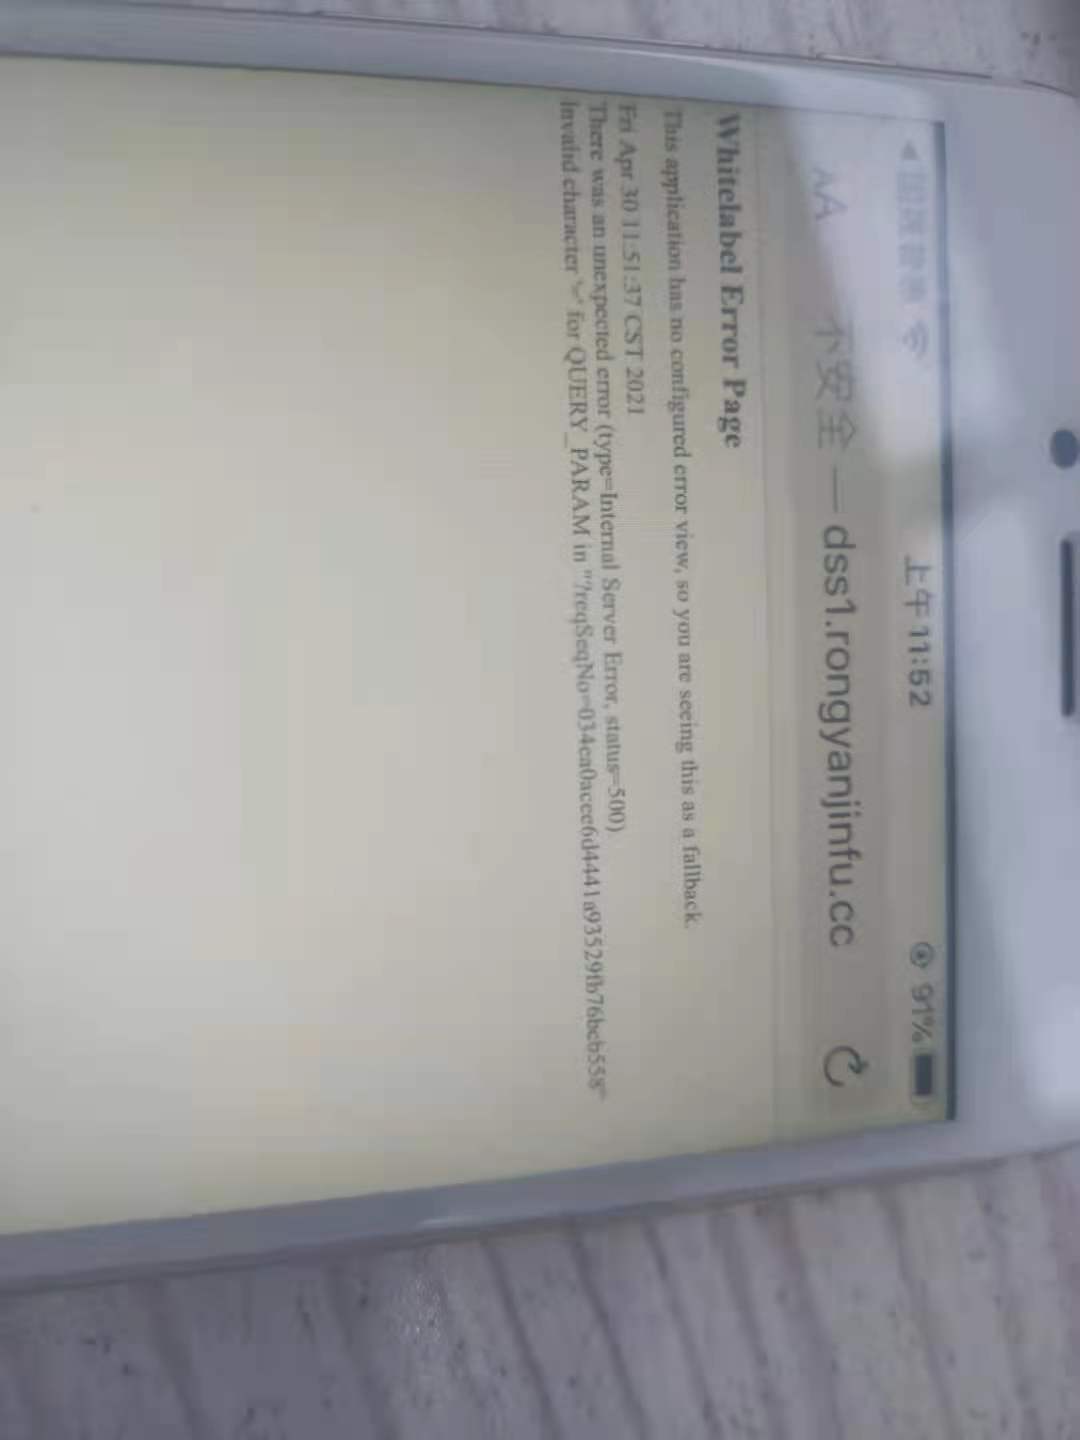 上午11:52
91%
AA
不安全 — dss1.rongyanjinfu.cc
Whitelabel Error Page
This application has no configured error view, so you are seeing this as a fallback.
Fri Apr 30 11:51:37 CST 2021
There was an unexpected error (type=Internal Server Error, status=500)
Invalid character '=' for QUERY_PARAM in "?reqSeqNo=034ea0acee6d4441a93529fb76bcb558"